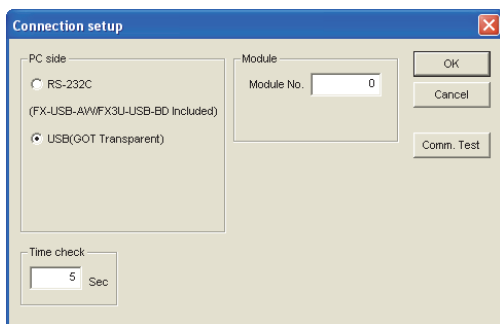 Connection setup
PC side
RS-232C
(FX-USB-AW/FX3U-USB-BD Included)
USB(GOT Transparent)
Module
Module No. 0
OK
Cancel
Comm. Test
Time check
5 Sec